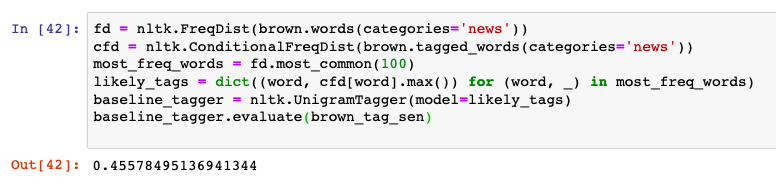 In [42]: fd = nltk.FreqDist(brown.words(categories='news'))
cfd = nltk.ConditionalFreqDist(brown.tagged_words(categories='news'))
most_freq_words = fd.most_common(100)
likely_tags = dict((word, cfd[word].max()) for (word, _) in most_freq_words)
baseline_tagger = nltk.UnigramTagger(model=likely_tags)
baseline_tagger.evaluate(brown_tag_sen)
Out[42]: 0.45578495136941344